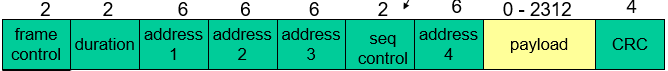 2 2 6 6 6 2 6 0 - 2312 4
frame duration address address address seq address payload CRC
control 1 2 3 control 4